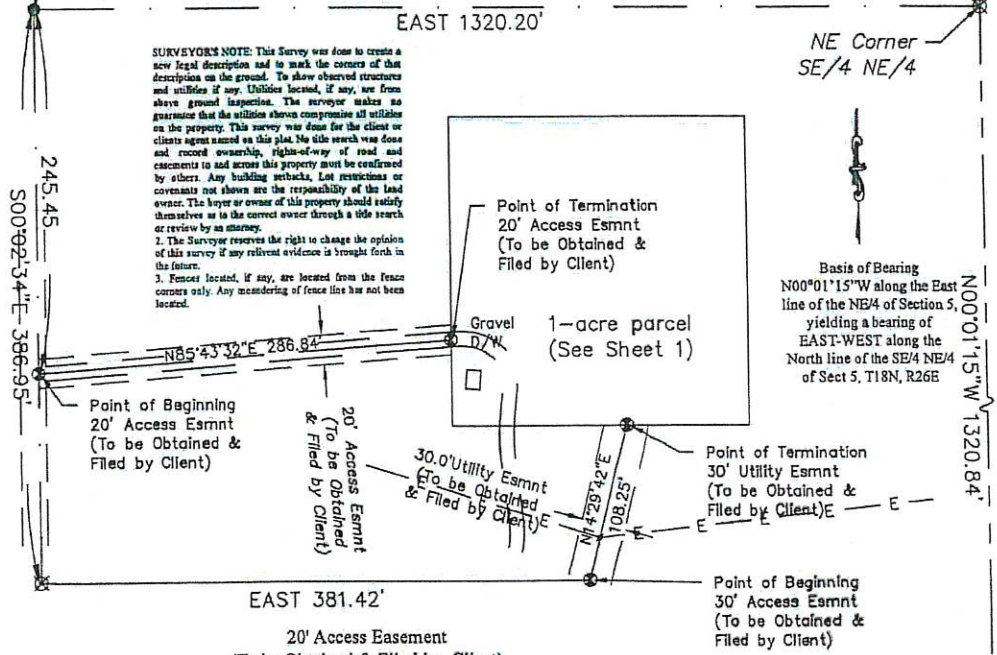 EAST 1320.20'
NE Corner
SE/4 NE/4
SURVEYOR'S NOTE: This Survey was done to create a
new legal description and to mark the corners of that
description on the ground. To show observed structures
and utilities if any. Utilities located, if any, are from
above ground inspection. The surveyor makes no
guarantee that the utilities shown compromise all utilities
on the property. This survey was done for the client or
clients agent named on this plat. No title search was done
and record ownership, rights-of-way of road and
easements to and across this property must be confirmed
by others. Any building setbacks, Lot restrictions or
covenants not shown are the responsibility of the land
owner. The buyer or owner of this property should satisfy
themselves as to the correct owner through a title search
or review by an attorney.
2. The Surveyor reserves the right to change the opinion
of this survey if any relivent evidence is brought forth in
the future.
3. Fences located, if any, are located from the fence
corners only. Any meandering of fence line has not been
located.
245.45
S00°02'34"E 386.95'
Point of Termination
20' Access Esmnt
(To be Obtained &
Filed by Client)
Gravel
D/W
1-acre parcel
(See Sheet 1)
Basis of Bearing
N00°01'15"W along the East
line of the NE/4 of Section 5,
yielding a bearing of
EAST-WEST along the
North line of the SE/4 NE/4
of Sect 5, T18N, R26E
N00°01'15"W 1320.84'
N85°43'32"E 286.84'
Point of Beginning
20' Access Esmnt
(To be Obtained &
Filed by Client)
20' Access Esmnt
(To be Obtained
& Filed by Client)
30.0'Utility Esmnt
(To be Obtained
& Filed by Client)
E
E
E
N14°29'42"E
108.25'
Point of Termination
30' Utility Esmnt
(To be Obtained &
Filed by Client)
E
E
E
E
E
Point of Beginning
30' Access Esmnt
(To be Obtained &
Filed by Client)
EAST 381.42'
20' Access Easement
(To be Obtained & Filed by Client)